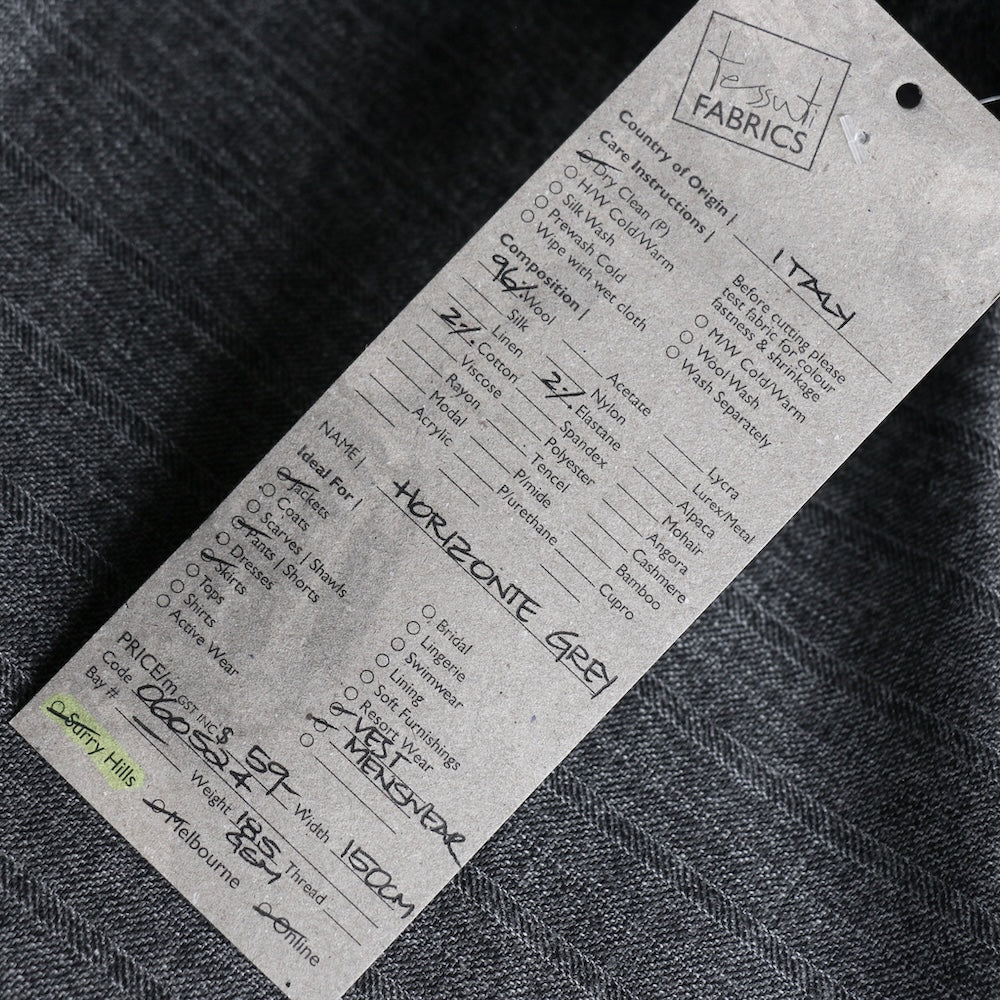 tessuti
FABRICS
Country of Origin | ITALY
Care Instructions |
Dry Clean (P)
H/W Cold/Warm
Silk Wash
Prewash Cold
Wipe with wet cloth
Before cutting please
test fabric for colour
fastness & shrinkage
M/W Cold/Warm
Wool Wash
Wash Separately
Composition |
96% Wool
Silk
Linen
2% Cotton
Viscose
Rayon
Modal
Acrylic
Acetate
Nylon
2% Elastane
Spandex
Polyester
Tencel
P/mide
P/urethane
Lycra
Lurex/Metal
Alpaca
Mohair
Angora
Cashmere
Bamboo
Cupro
NAME | HORIZONTE GREY
Ideal For |
Jackets
Coats
Scarves | Shawls
Pants | Shorts
Dresses
Skirts
Tops
Shirts
Active Wear
Bridal
Lingerie
Swimwear
Lining
Soft Furnishings
Resort Wear
VEST
MENSWEAR
PRICE/m GST INC $ 59- Width 150CM
Code 060524 Weight 185 GSM Thread
Bay #:
Surry Hills Melbourne Online